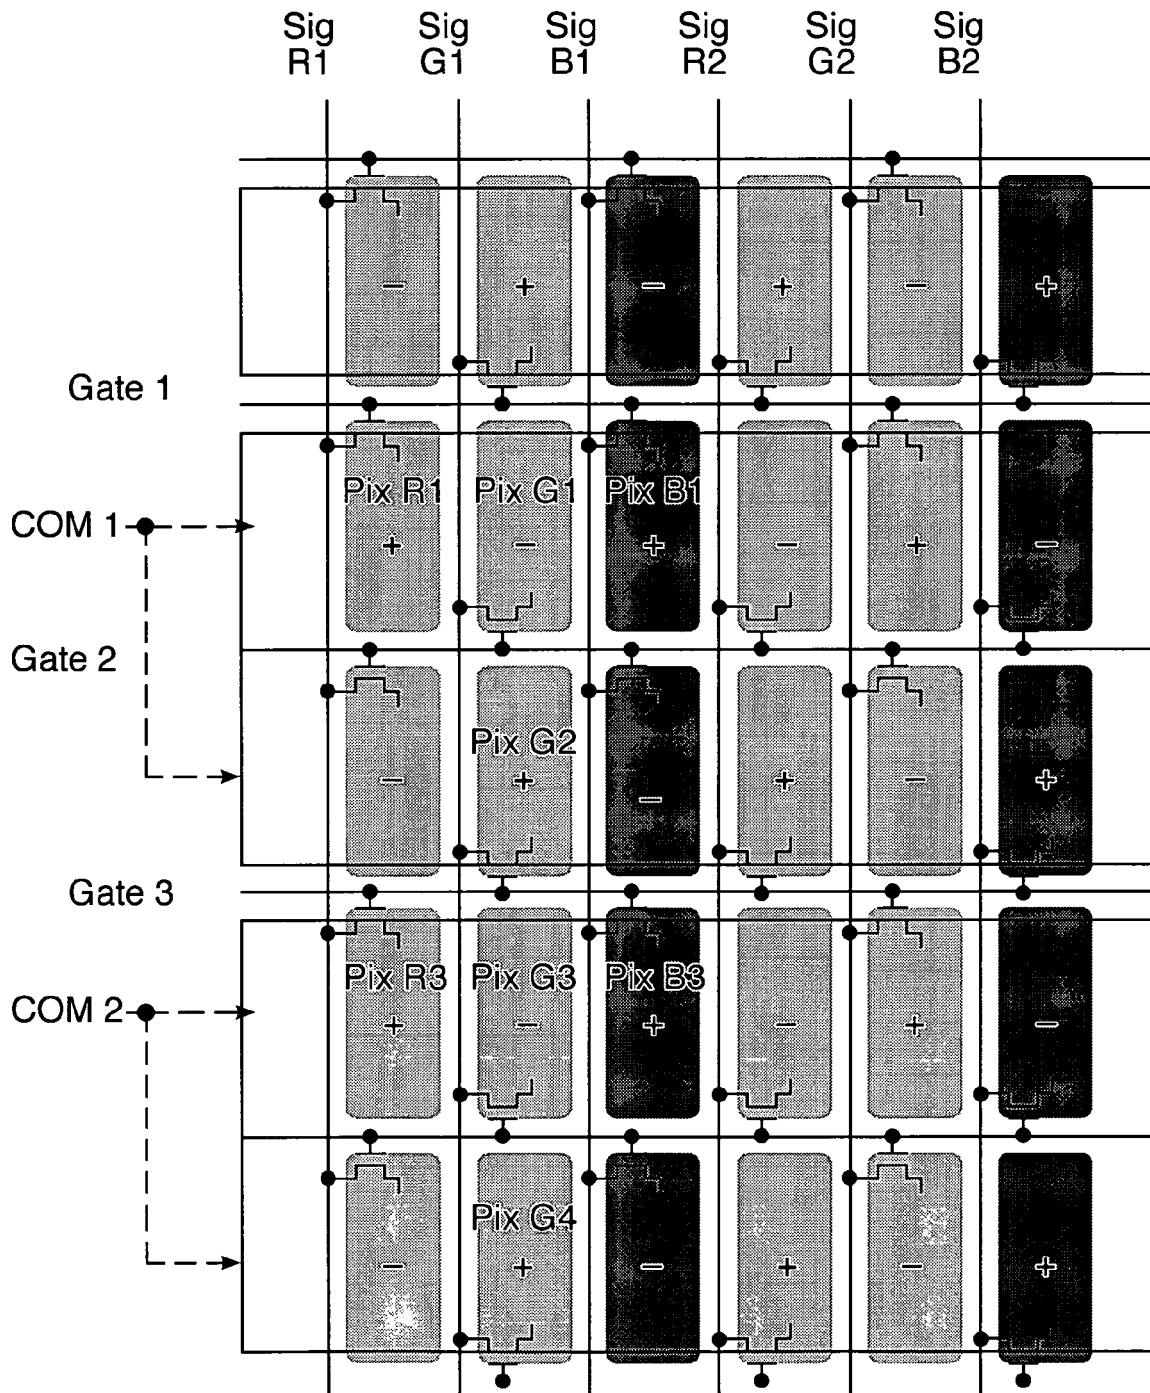 Sig Sig Sig Sig Sig Sig
R1 G1 B1 R2 G2 B2
− + − + − +
Gate 1
Pix R1 Pix G1 Pix B1
COM 1
+ − + − + −
Gate 2
Pix G2
− + − + − +
Gate 3
Pix R3 Pix G3 Pix B3
COM 2
+ − + − + −
Pix G4
− + − + − +